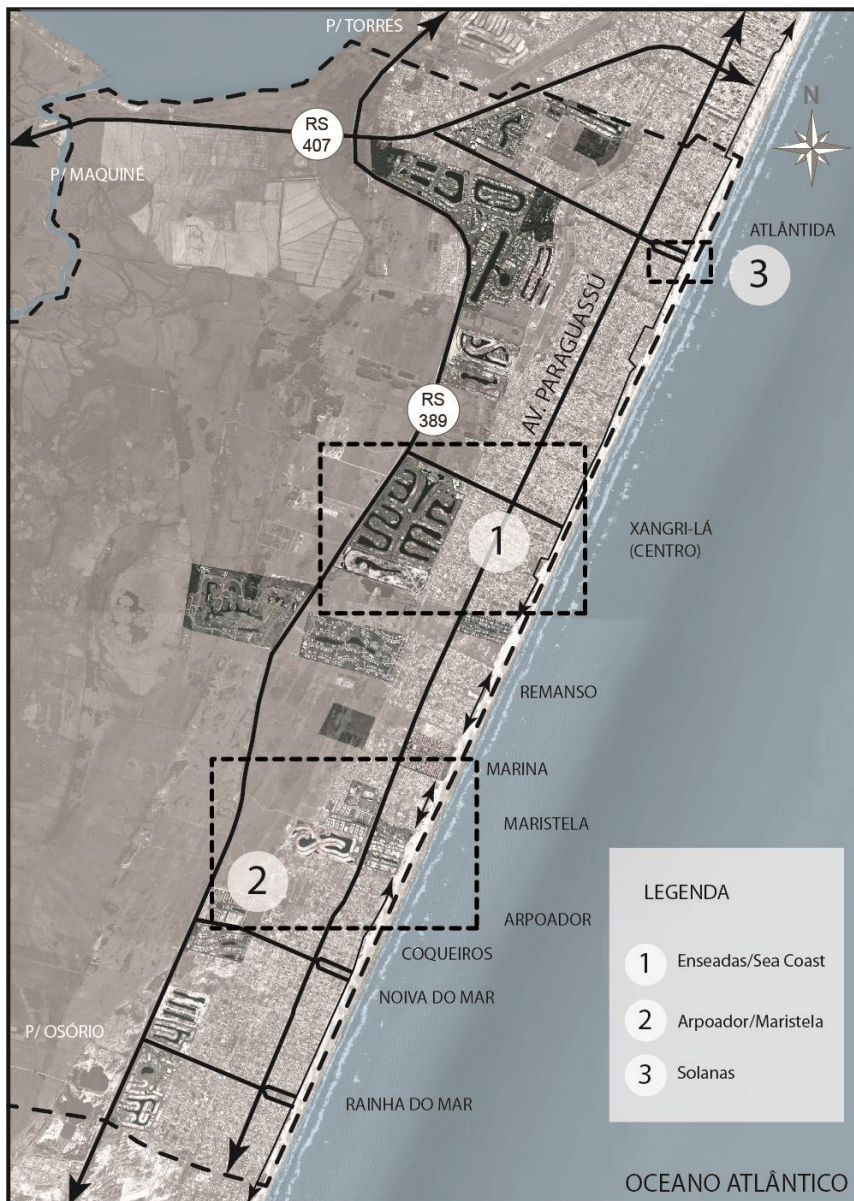 P/ TORRES
RS
407
N
P/ MAQUINÉ
ATLÂNTIDA
3
AV. PARAGUASSÚ
RS
389
1
XANGRI-LÁ
(CENTRO)
REMANSO
MARINA
MARISTELA
2
ARPOADOR
COQUEIROS
NOIVA DO MAR
P/ OSÓRIO
RAINHA DO MAR
LEGENDA
1 Enseadas/Sea Coast
2 Arpoador/Maristela
3 Solanas
OCEANO ATLÂNTICO